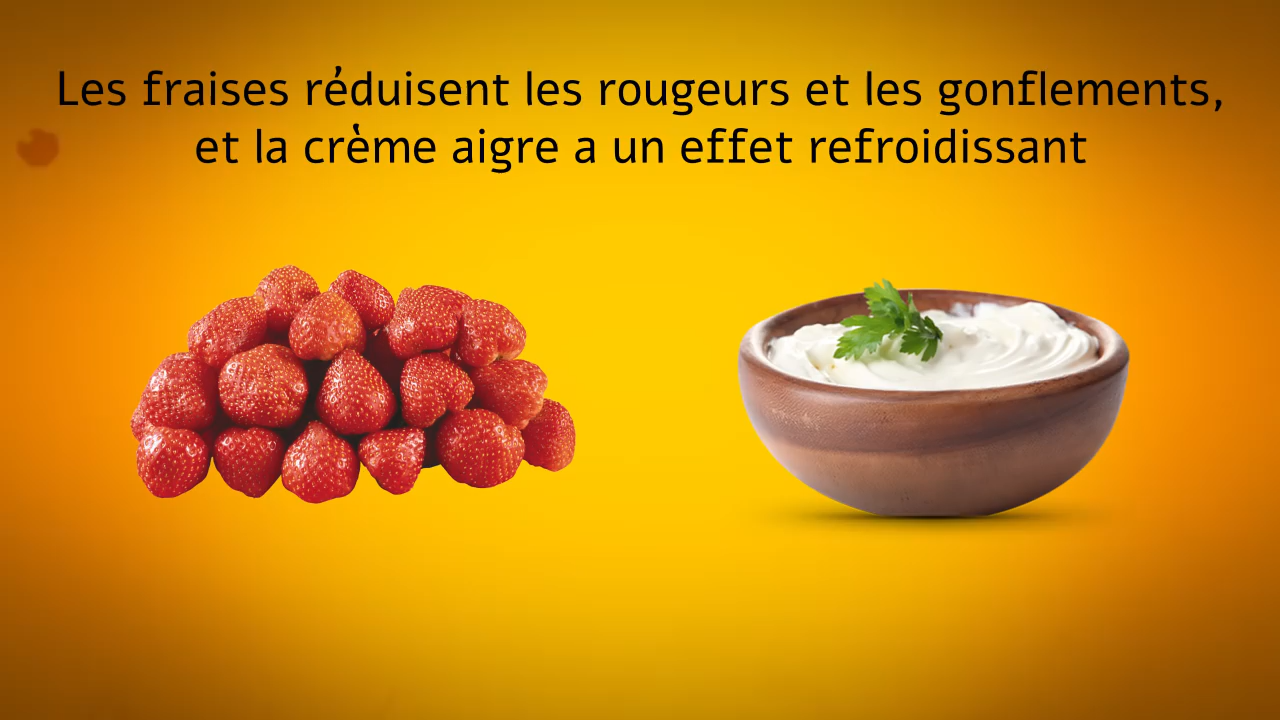 Les fraises réduisent les rougeurs et les gonflements,
et la crème aigre a un effet refroidissant